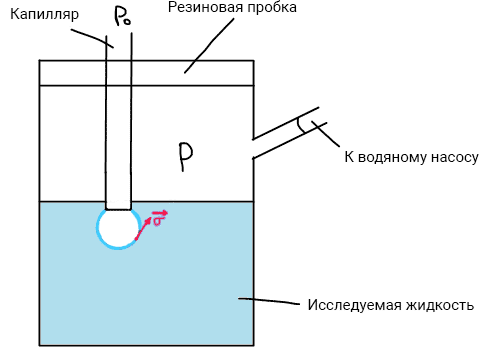 Капилляр
P₀
Резиновая пробка
P
К водяному насосу
σ
Исследуемая жидкость